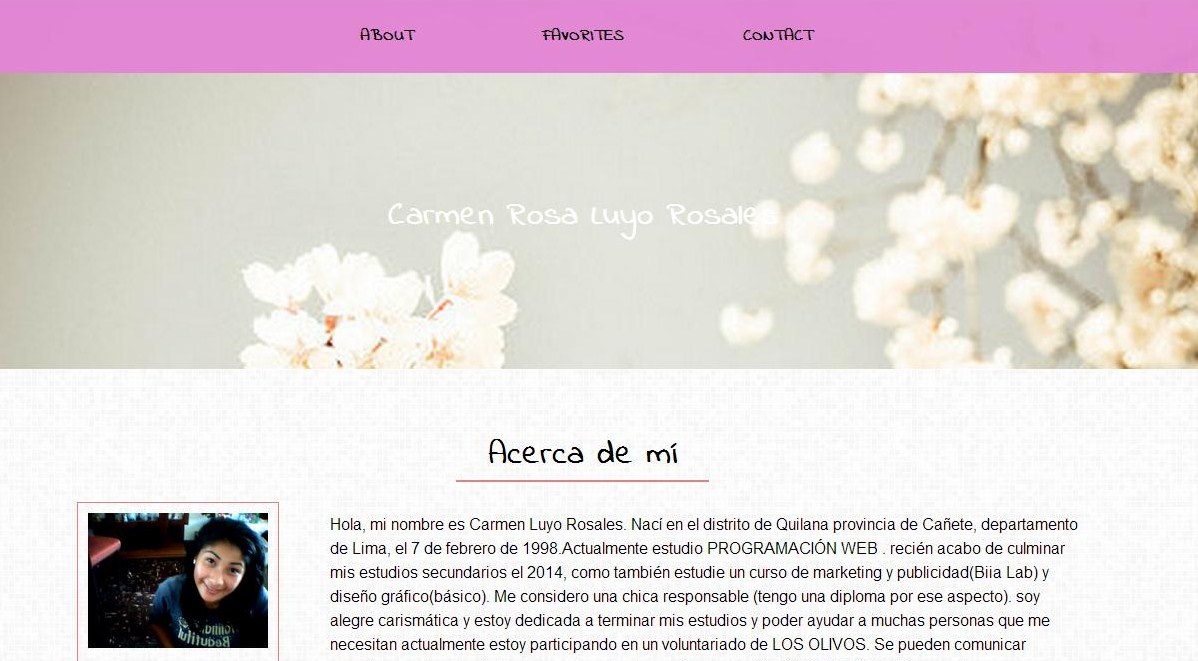 ABOUT FAVORITES CONTACT
Carmen Rosa Luyo Rosales
Acerca de mí
Hola, mi nombre es Carmen Luyo Rosales. Nací en el distrito de Quilana provincia de Cañete, departamento
de Lima, el 7 de febrero de 1998.Actualmente estudio PROGRAMACIÓN WEB . recién acabo de culminar
mis estudios secundarios el 2014, como también estudie un curso de marketing y publicidad(Biia Lab) y
diseño gráfico(básico). Me considero una chica responsable (tengo una diploma por ese aspecto). soy
alegre carismática y estoy dedicada a terminar mis estudios y poder ayudar a muchas personas que me
necesitan actualmente estoy participando en un voluntariado de LOS OLIVOS. Se pueden comunicar